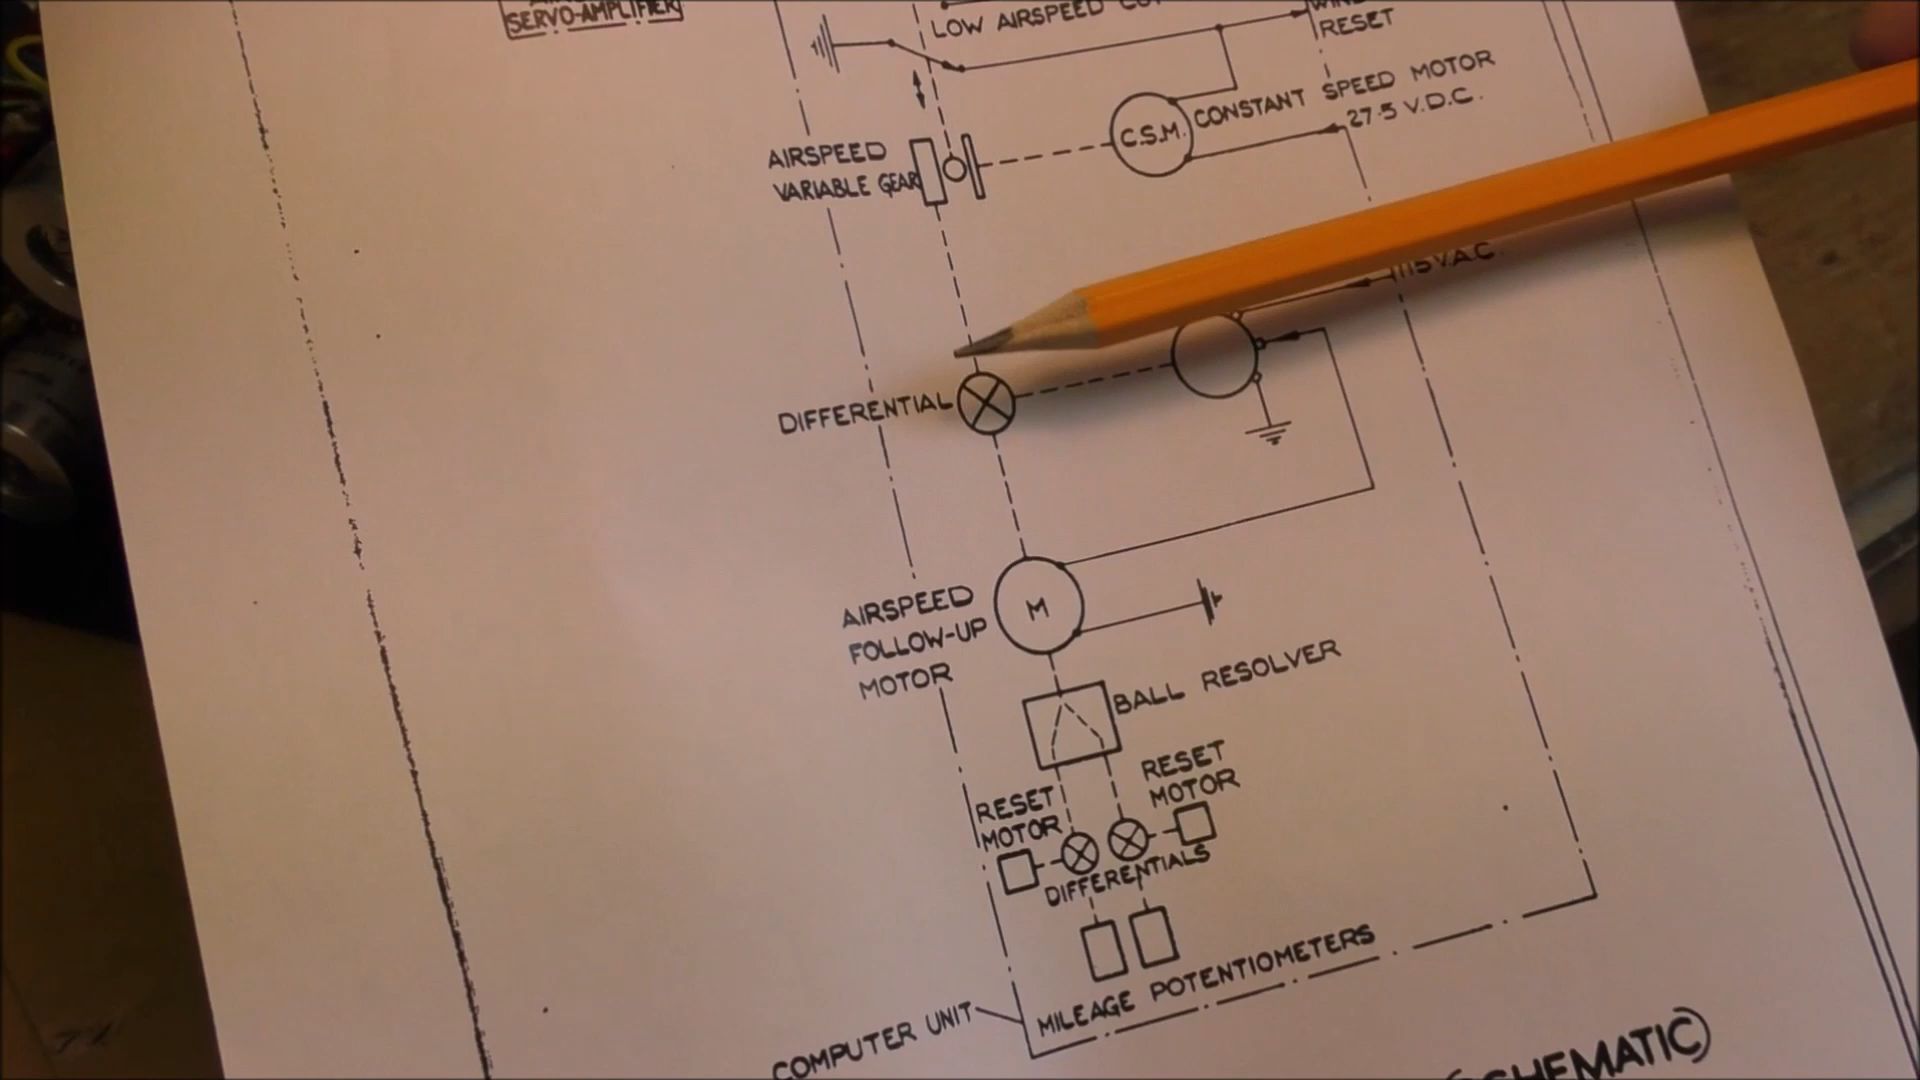 SERVO-AMPLIFIER
LOW AIRSPEED
RESET
CONSTANT SPEED MOTOR
27·5 V.D.C.
C.S.M.
AIRSPEED
VARIABLE GEAR
115 V.A.C.
DIFFERENTIAL
AIRSPEED
FOLLOW-UP
MOTOR
M
BALL RESOLVER
RESET
MOTOR
RESET
MOTOR
DIFFERENTIALS
MILEAGE POTENTIOMETERS
COMPUTER UNIT
SCHEMATIC)